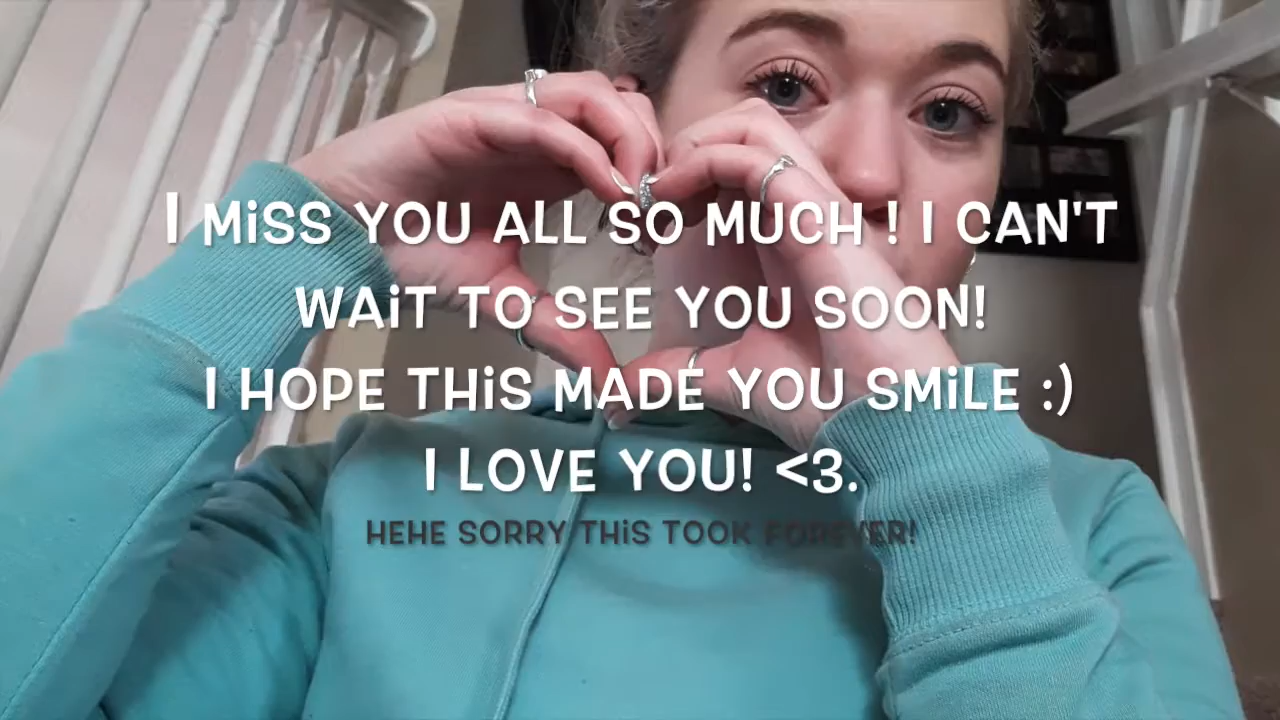 I MiSS YOU ALL SO MUCH ! I CAN'T
WAiT TO SEE YOU SOON!
I HOPE THiS MADE YOU SMiLE :)
I LOVE YOU! <3.
HEHE SORRY THiS TOOK FOREVER!